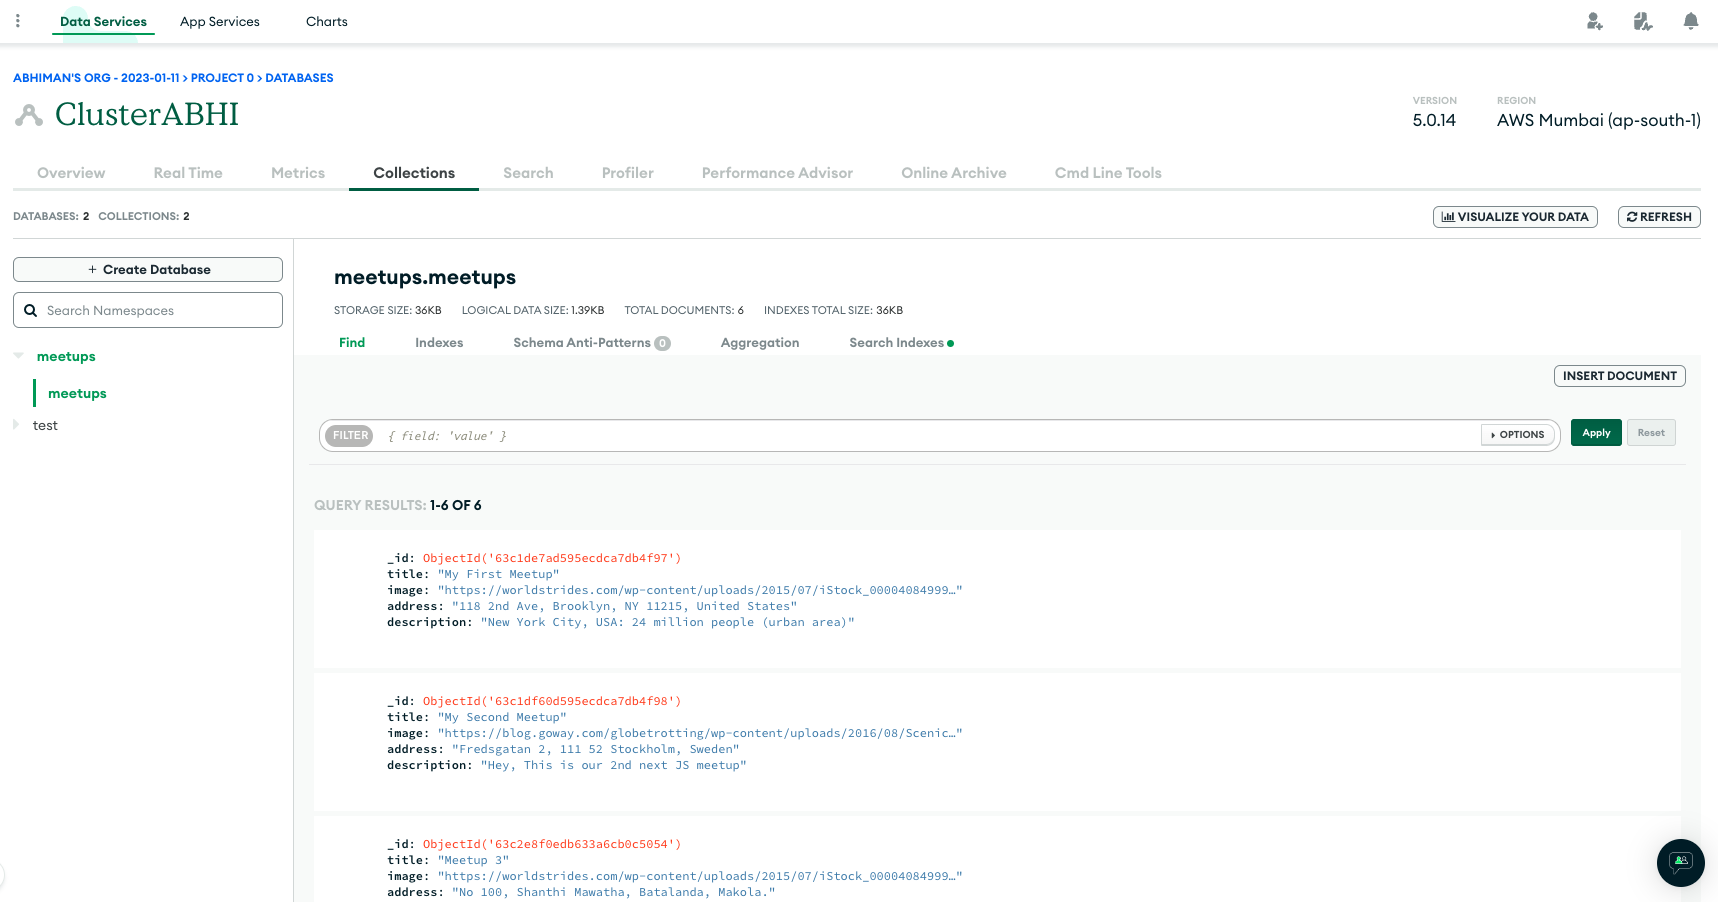 Data Services App Services Charts
ABHIMAN'S ORG - 2023-01-11 > PROJECT 0 > DATABASES
ClusterABHI
VERSION REGION
5.0.14 AWS Mumbai (ap-south-1)
Overview Real Time Metrics Collections Search Profiler Performance Advisor Online Archive Cmd Line Tools
DATABASES: 2 COLLECTIONS: 2
VISUALIZE YOUR DATA REFRESH
+ Create Database
Search Namespaces
meetups
meetups
test
meetups.meetups
STORAGE SIZE: 36KB LOGICAL DATA SIZE: 1.39KB TOTAL DOCUMENTS: 6 INDEXES TOTAL SIZE: 36KB
Find Indexes Schema Anti-Patterns 0 Aggregation Search Indexes
INSERT DOCUMENT
FILTER { field: 'value' } OPTIONS Apply Reset
QUERY RESULTS: 1-6 OF 6
_id: ObjectId('63c1de7ad595ecdca7db4f97')
title: "My First Meetup"
image: "https://worldstrides.com/wp-content/uploads/2015/07/iStock_00004084999…"
address: "118 2nd Ave, Brooklyn, NY 11215, United States"
description: "New York City, USA: 24 million people (urban area)"
_id: ObjectId('63c1df60d595ecdca7db4f98')
title: "My Second Meetup"
image: "https://blog.goway.com/globetrotting/wp-content/uploads/2016/08/Scenic…"
address: "Fredsgatan 2, 111 52 Stockholm, Sweden"
description: "Hey, This is our 2nd next JS meetup"
_id: ObjectId('63c2e8f0edb633a6cb0c5054')
title: "Meetup 3"
image: "https://worldstrides.com/wp-content/uploads/2015/07/iStock_00004084999…"
address: "No 100, Shanthi Mawatha, Batalanda, Makola."